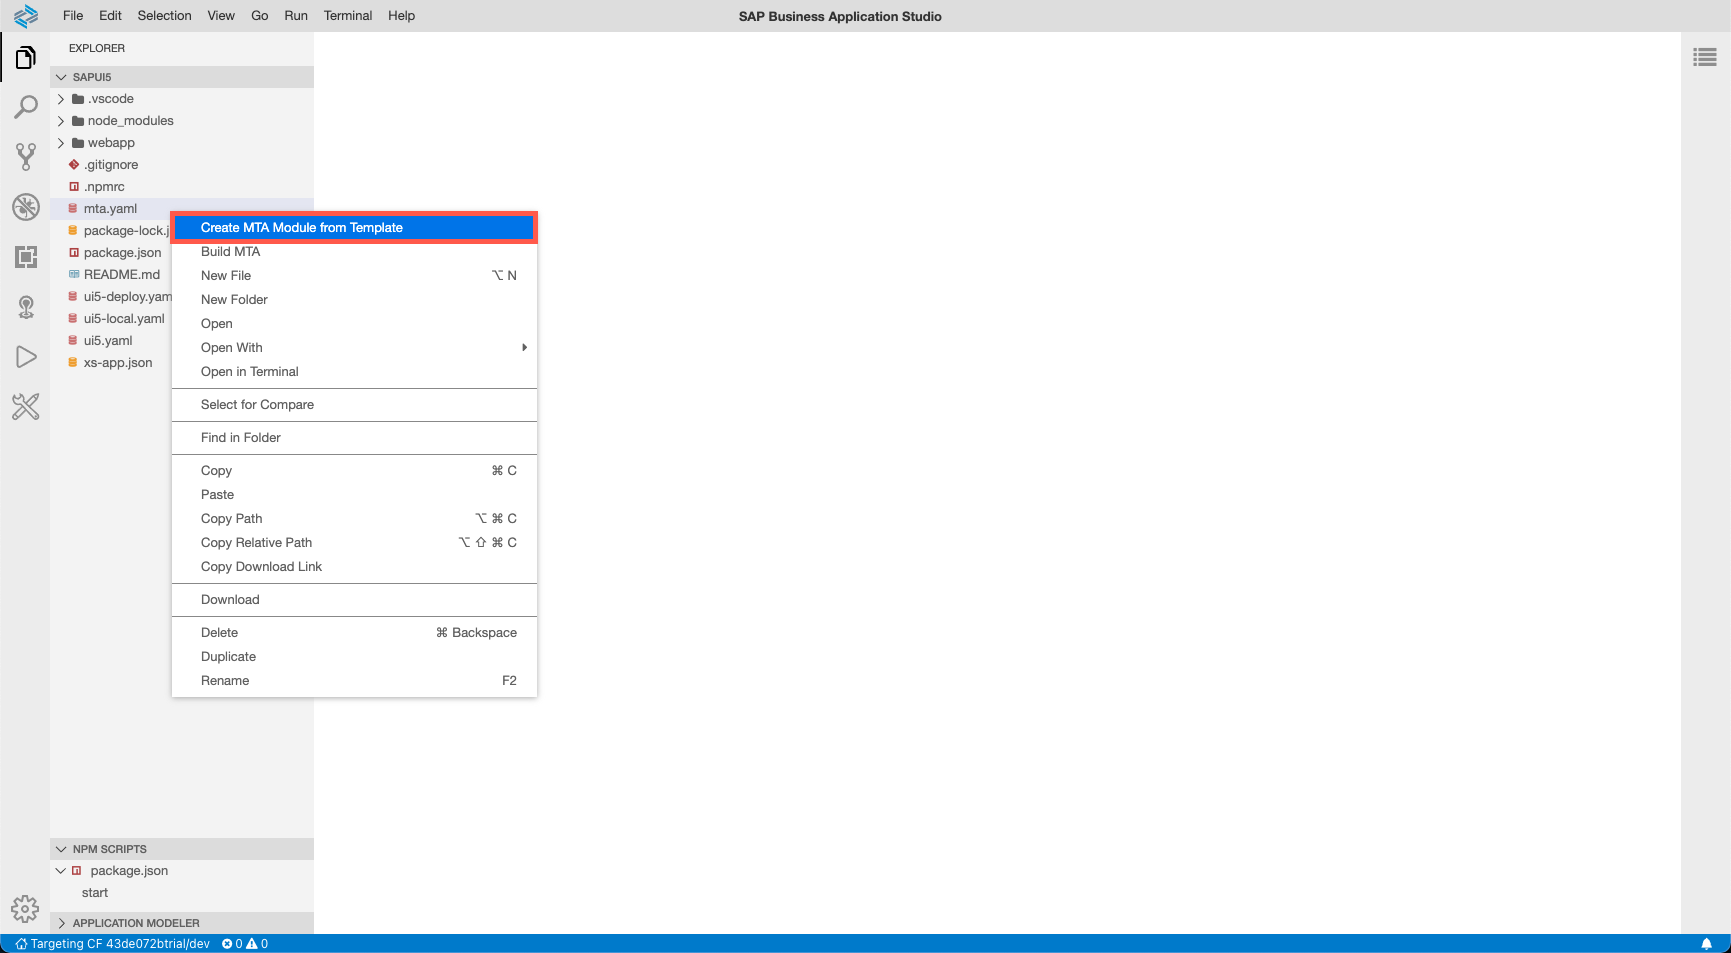 File Edit Selection View Go Run Terminal Help
SAP Business Application Studio
EXPLORER
SAPUI5
.vscode
node_modules
webapp
.gitignore
.npmrc
mta.yaml
package-lock.j
package.json
README.md
ui5-deploy.yam
ui5-local.yaml
ui5.yaml
xs-app.json
Create MTA Module from Template
Build MTA
New File ⌥ N
New Folder
Open
Open With
Open in Terminal
Select for Compare
Find in Folder
Copy ⌘ C
Paste
Copy Path ⌥ ⌘ C
Copy Relative Path ⌥ ⇧ ⌘ C
Copy Download Link
Download
Delete ⌘ Backspace
Duplicate
Rename F2
NPM SCRIPTS
package.json
start
APPLICATION MODELER
Targeting CF 43de072btrial/dev 0 0